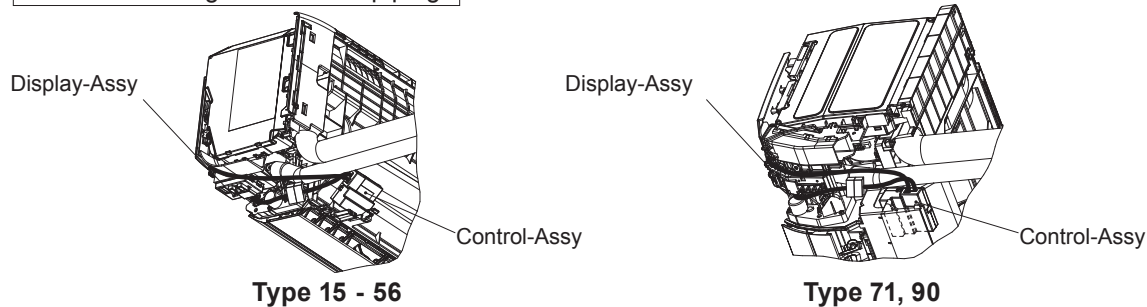 Display-Assy
Control-Assy
Type 15 - 56
Display-Assy
Control-Assy
Type 71, 90